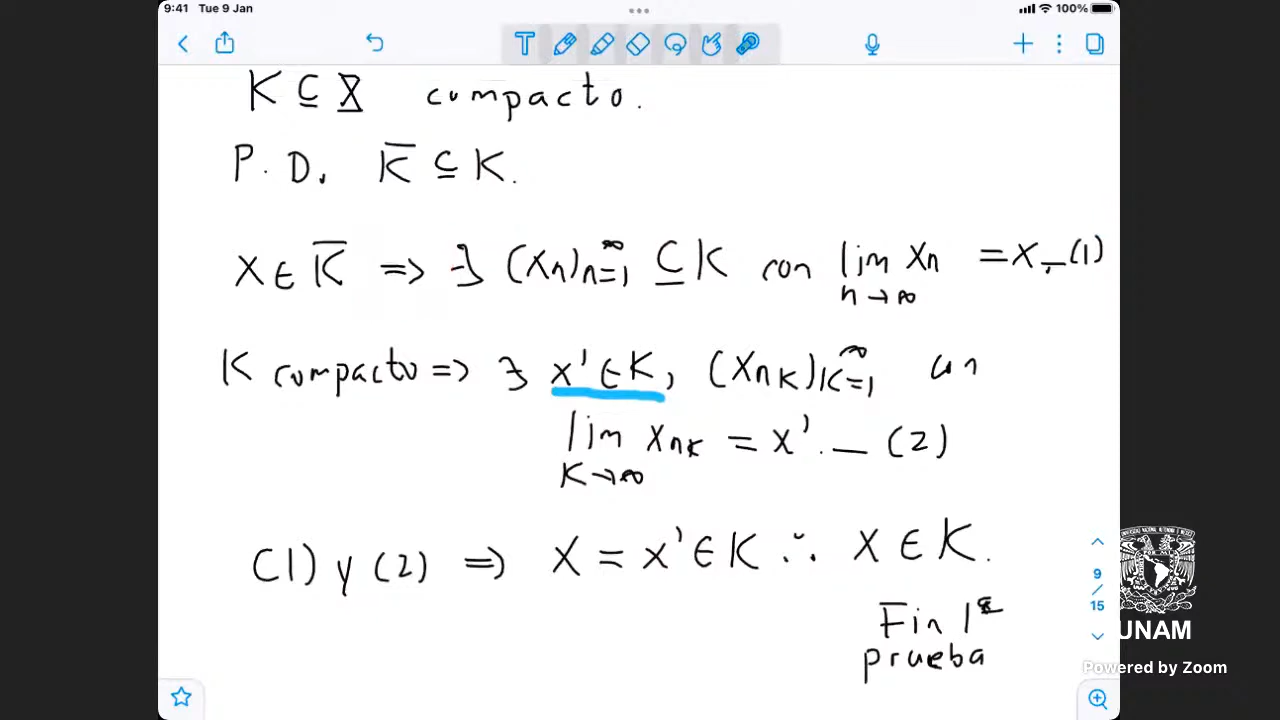 9:41 Tue 9 Jan 100%
K ⊆ X compacto.
P.D. K̅ ⊆ K.
x ∈ K̅ => ∃ (xn)n=1^∞ ⊆ K con lim n→∞ xn = x._(1)
K compacto => ∃ x' ∈ K, (xnK)K=1^∞ con
lim K→∞ xnK = x'. _ (2)
(1) y (2) => x = x' ∈ K ∴ x ∈ K.
Fin 1ª
prueba
9
/
15
UNAM
Powered by Zoom